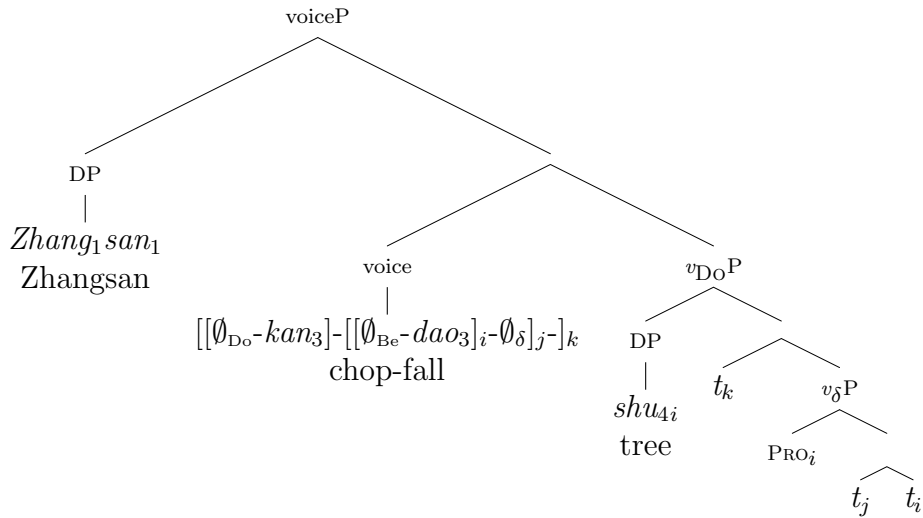 voiceP
DP
Zhang₁san₁
Zhangsan
voice
[[∅Do-kan₃]-[[∅Be-dao₃]ᵢ-∅δ]ⱼ-]ₖ
chop-fall
vDoP
DP
shu₄ᵢ
tree
tₖ
vδP
PROᵢ
tⱼ tᵢ